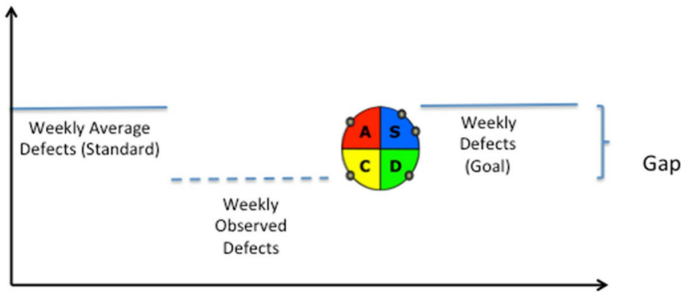 Weekly Average
Defects (Standard)
Weekly
Observed
Defects
A S
C D
Weekly
Defects
(Goal)
Gap